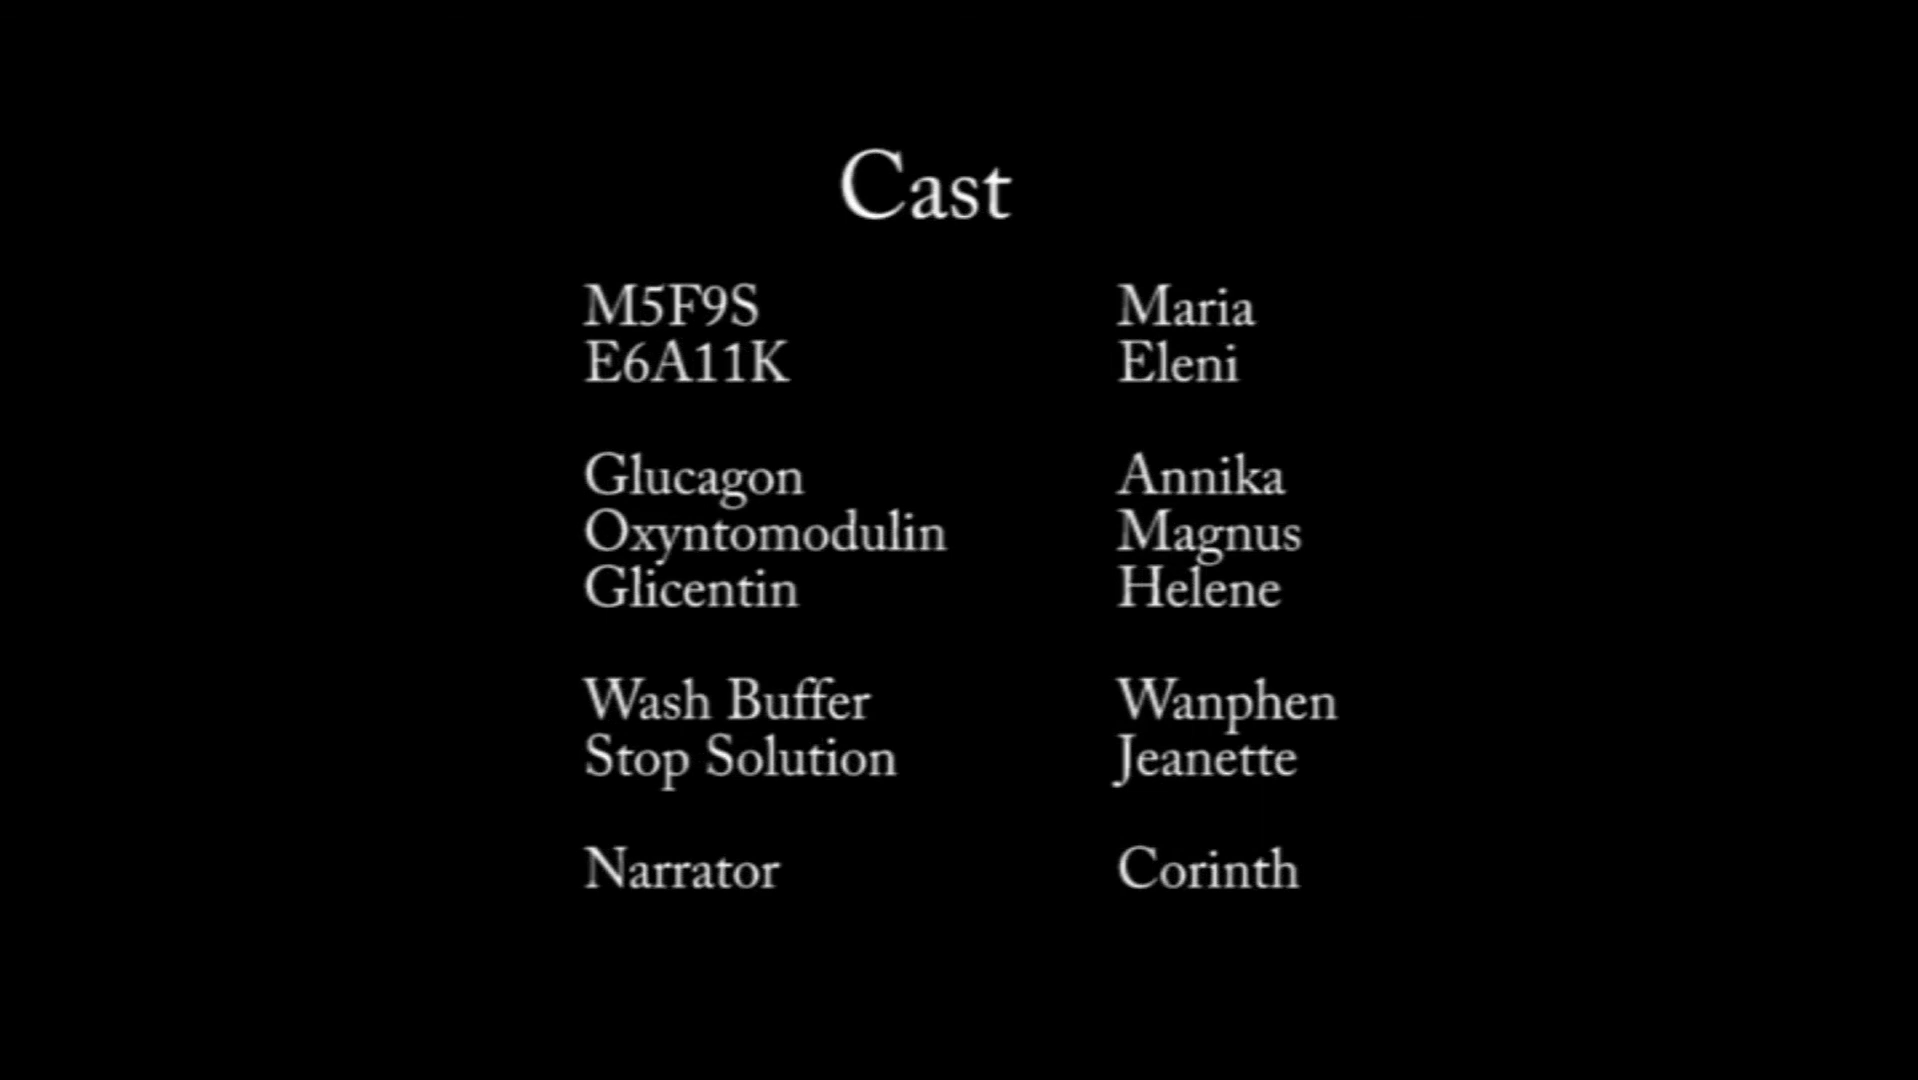 Cast
M5F9S Maria
E6A11K Eleni
Glucagon Annika
Oxyntomodulin Magnus
Glicentin Helene
Wash Buffer Wanphen
Stop Solution Jeanette
Narrator Corinth